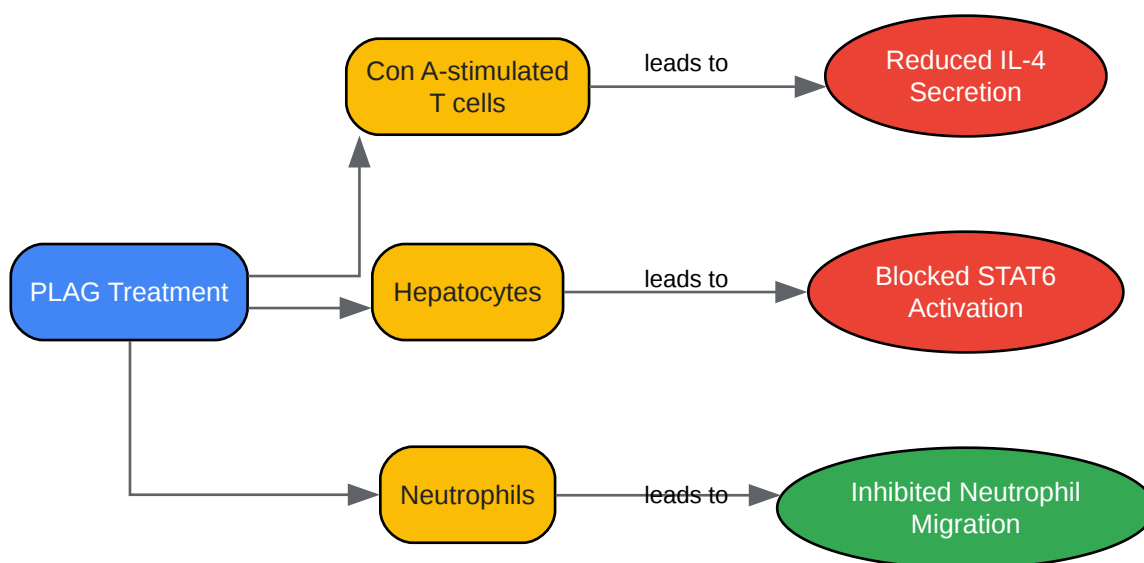 Con A-stimulated
T cells
leads to
Reduced IL-4
Secretion
PLAG Treatment
Hepatocytes
leads to
Blocked STAT6
Activation
Neutrophils
leads to
Inhibited Neutrophil
Migration